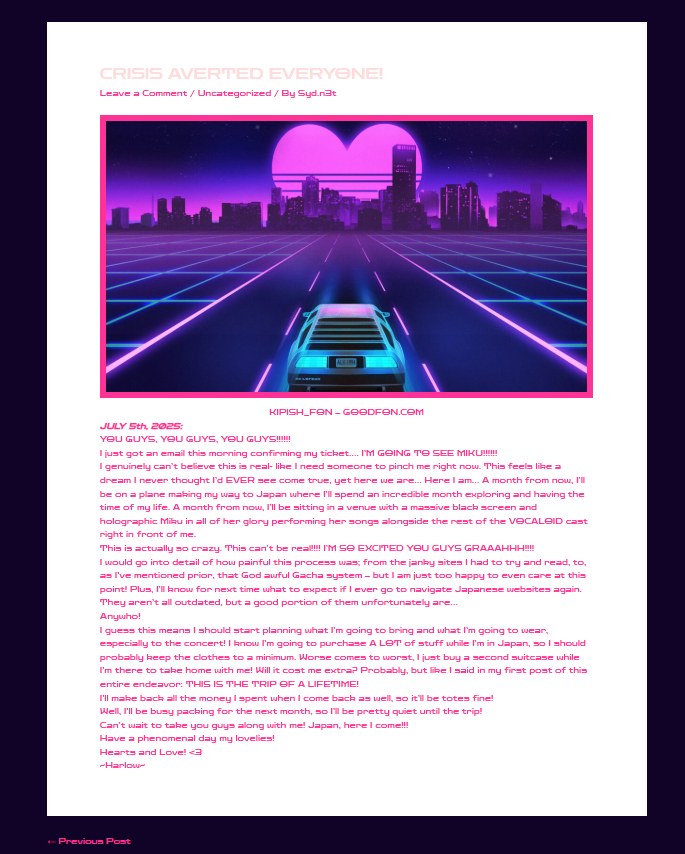 CRISIS AVERTED EVERYONE!
Leave a Comment / Uncategorized / By Syd.n3t
KIPISH_FON – GOODFON.COM
JULY 5th, 2025:
YOU GUYS, YOU GUYS, YOU GUYS!!!!!!
I just got an email this morning confirming my ticket.... I'M GOING TO SEE MIKU!!!!!!
I genuinely can't believe this is real- like I need someone to pinch me right now. This feels like a
dream I never thought I'd EVER see come true, yet here we are... Here I am... A month from now, I'll
be on a plane making my way to Japan where I'll spend an incredible month exploring and having the
time of my life. A month from now, I'll be sitting in a venue with a massive black screen and
holographic Miku in all of her glory performing her songs alongside the rest of the VOCALOID cast
right in front of me.
This is actually so crazy. This can't be real!!!! I'M SO EXCITED YOU GUYS GRAAAHHH!!!!
I would go into detail of how painful this process was; from the janky sites I had to try and read, to,
as I've mentioned prior, that God awful Gacha system – but I am just too happy to even care at this
point! Plus, I'll know for next time what to expect if I ever go to navigate Japanese websites again.
They aren't all outdated, but a good portion of them unfortunately are...
Anywho!
I guess this means I should start planning what I'm going to bring and what I'm going to wear,
especially to the concert! I know I'm going to purchase A LOT of stuff while I'm in Japan, so I should
probably keep the clothes to a minimum. Worse comes to worst, I just buy a second suitcase while
I'm there to take home with me! Will it cost me extra? Probably, but like I said in my first post of this
entire endeavor: THIS IS THE TRIP OF A LIFETIME!
I'll make back all the money I spent when I come back as well, so it'll be totes fine!
Well, I'll be busy packing for the next month, so I'll be pretty quiet until the trip!
Can't wait to take you guys along with me! Japan, here I come!!!
Have a phenomenal day my lovelies!
Hearts and Love! <3
~Harlow~
← Previous Post